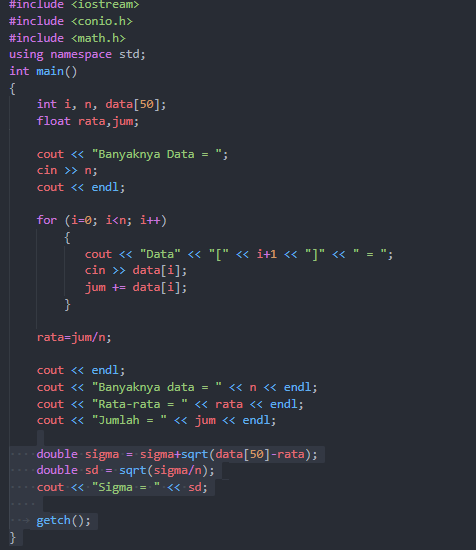 #include <iostream>
#include <conio.h>
#include <math.h>
using namespace std;
int main()
{
int i, n, data[50];
float rata,jum;
cout << "Banyaknya Data = ";
cin >> n;
cout << endl;
for (i=0; i<n; i++)
{
cout << "Data" << "[" << i+1 << "]" << " = ";
cin >> data[i];
jum += data[i];
}
rata=jum/n;
cout << endl;
cout << "Banyaknya data = " << n << endl;
cout << "Rata-rata = " << rata << endl;
cout << "Jumlah = " << jum << endl;
double sigma = sigma+sqrt(data[50]-rata);
double sd = sqrt(sigma/n);
cout << "Sigma = " << sd;
getch();
}